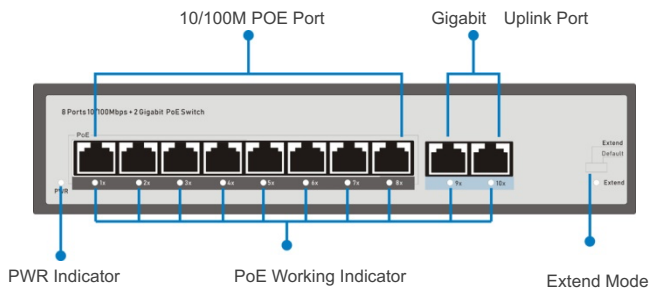 10/100M POE Port
Gigabit Uplink Port
8 Ports 10/100Mbps + 2 Gigabit PoE Switch
PoE
Extend
Default
PWR
1x 2x 3x 4x 5x 6x 7x 8x 9x 10x
Extend
PWR Indicator
PoE Working Indicator
Extend Mode